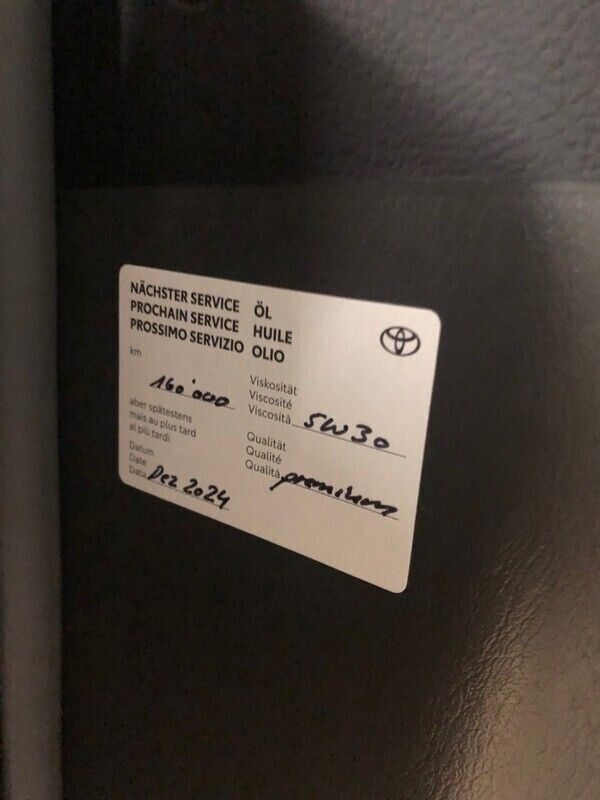 NÄCHSTER SERVICE ÖL
PROCHAIN SERVICE HUILE
PROSSIMO SERVIZIO OLIO
km
160'000
aber spätestens
mais au plus tard
al più tardi
Datum
Date
Data Dez 2024
Viskosität
Viscosité
Viscosità 5W30
Qualität
Qualité
Qualità premium